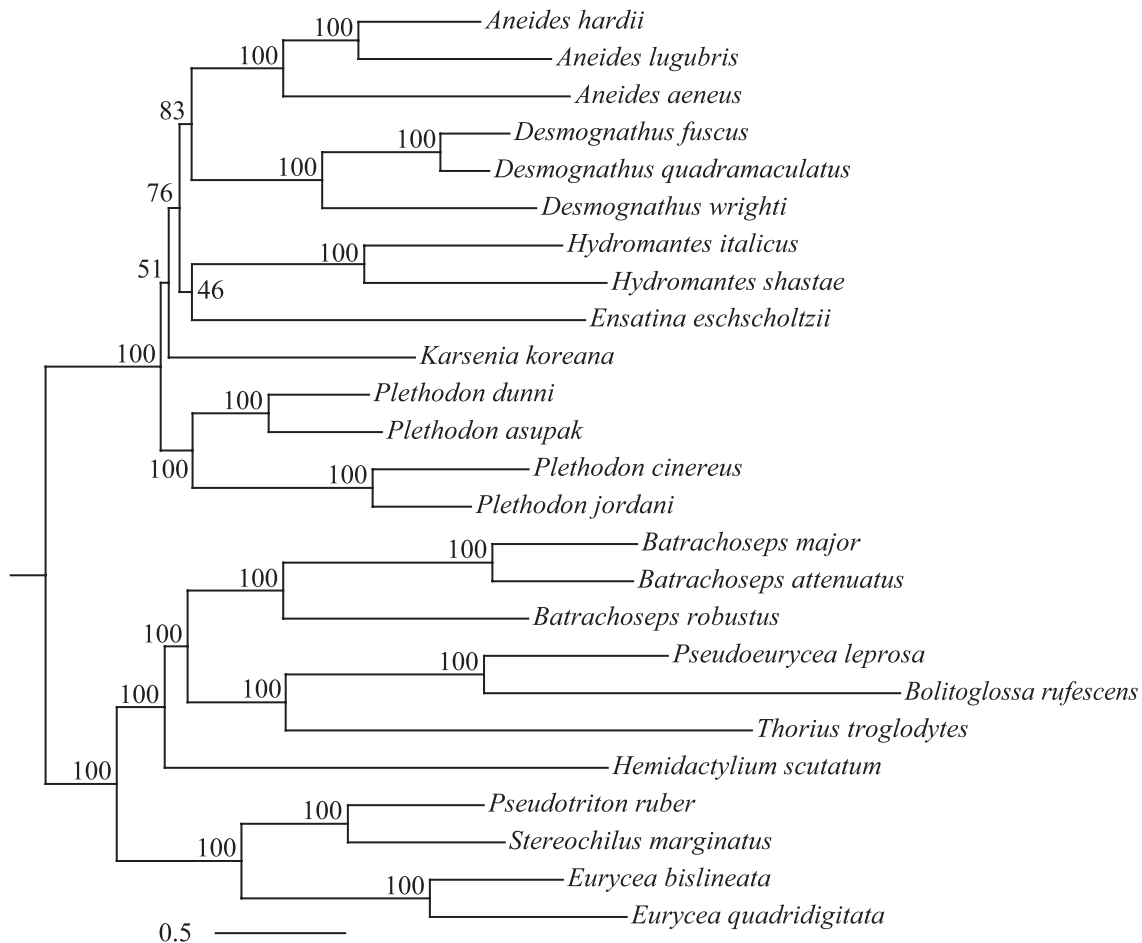 100 Aneides hardii
100 Aneides lugubris
Aneides aeneus
83
100 Desmognathus fuscus
100 Desmognathus quadramaculatus
76 Desmognathus wrighti
100 Hydromantes italicus
51
46 Hydromantes shastae
Ensatina eschscholtzii
100 Karsenia koreana
100 Plethodon dunni
Plethodon asupak
100 100 Plethodon cinereus
Plethodon jordani
100 Batrachoseps major
100 Batrachoseps attenuatus
Batrachoseps robustus
100
100 Pseudoeurycea leprosa
100 100 Bolitoglossa rufescens
Thorius troglodytes
100 Hemidactylium scutatum
100 Pseudotriton ruber
100 Stereochilus marginatus
100 Eurycea bislineata
Eurycea quadridigitata
0.5